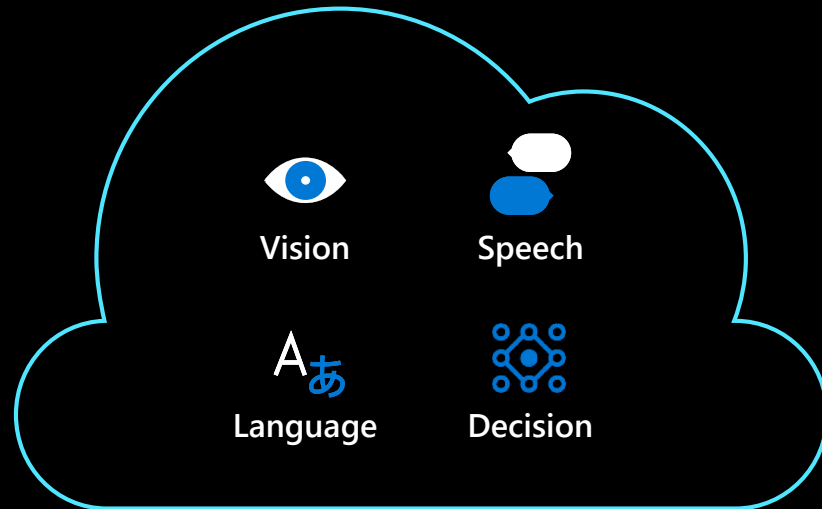 Vision
Speech
Aあ
Language
Decision